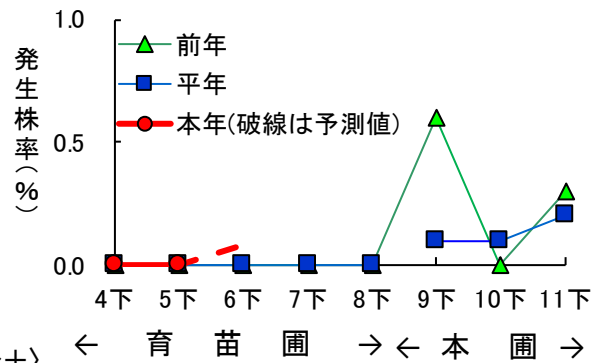 1.0
0.5
0.0
発生株率(%)
前年
平年
本年(破線は予測値)
4下 5下 6下 7下 8下 9下 10下 11下
← 育 苗 圃 → ← 本 圃 →